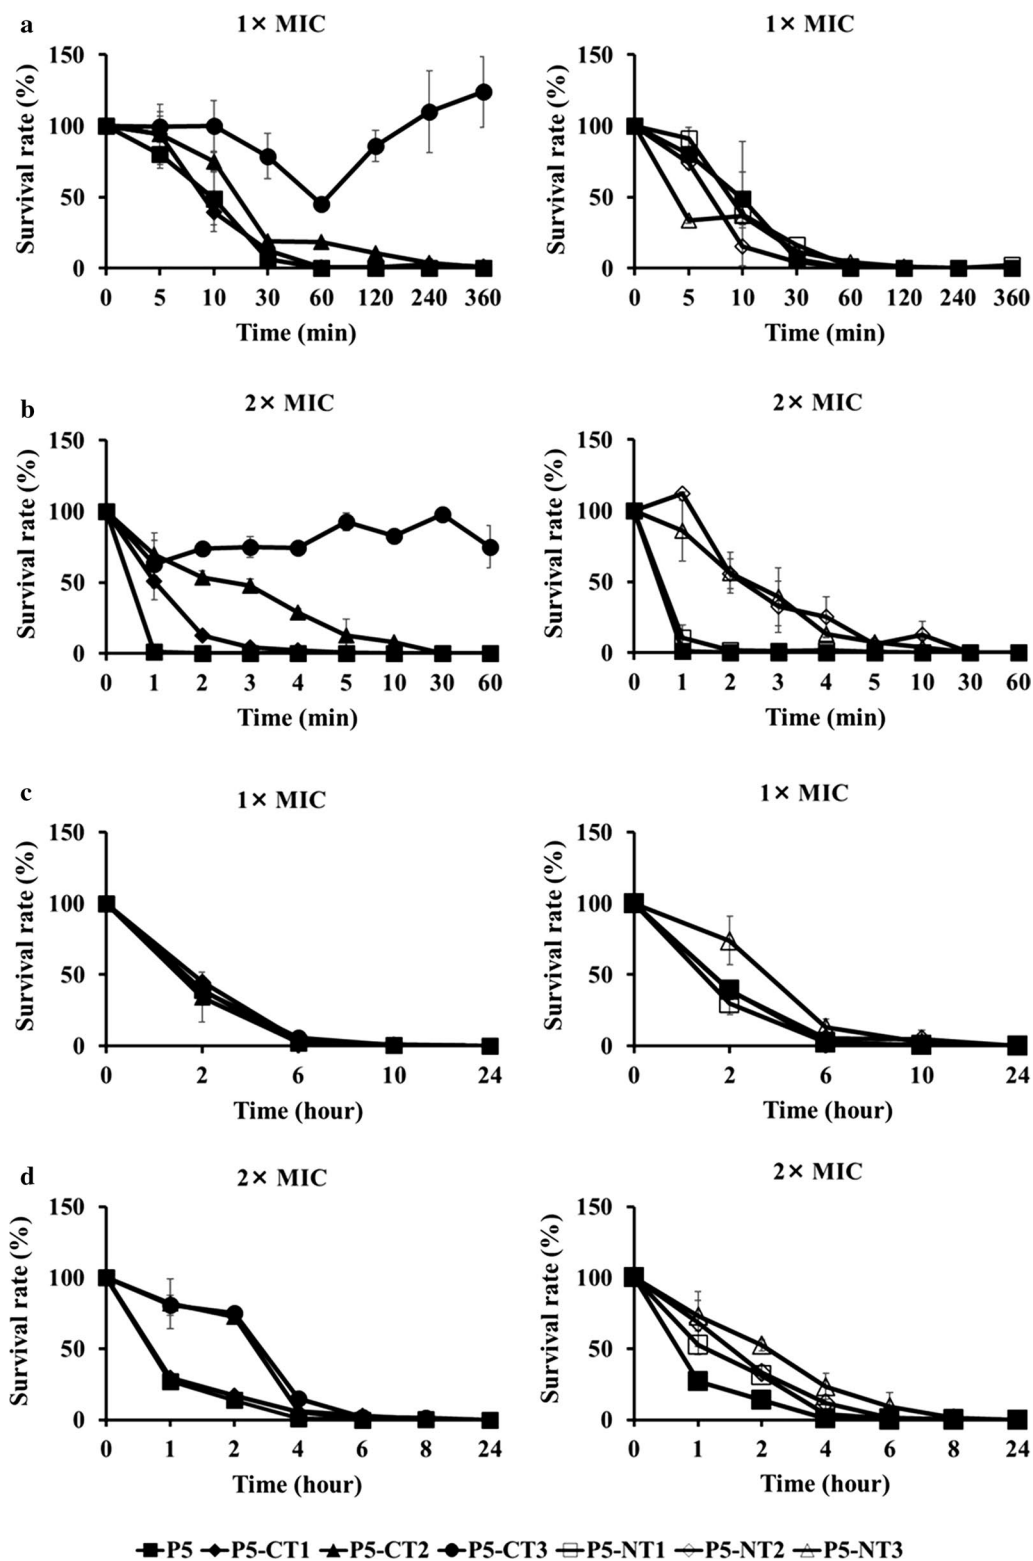 a
1× MIC
Survival rate (%)
150
100
50
0
0 5 10 30 60 120 240 360
Time (min)
1× MIC
Survival rate (%)
150
100
50
0
0 5 10 30 60 120 240 360
Time (min)
b
2× MIC
Survival rate (%)
150
100
50
0
0 1 2 3 4 5 10 30 60
Time (min)
2× MIC
Survival rate (%)
150
100
50
0
0 1 2 3 4 5 10 30 60
Time (min)
c
1× MIC
Survival rate (%)
150
100
50
0
0 2 6 10 24
Time (hour)
1× MIC
Survival rate (%)
150
100
50
0
0 2 6 10 24
Time (hour)
d
2× MIC
Survival rate (%)
150
100
50
0
0 1 2 4 6 8 24
Time (hour)
2× MIC
Survival rate (%)
150
100
50
0
0 1 2 4 6 8 24
Time (hour)
P5 P5-CT1 P5-CT2 P5-CT3 P5-NT1 P5-NT2 P5-NT3